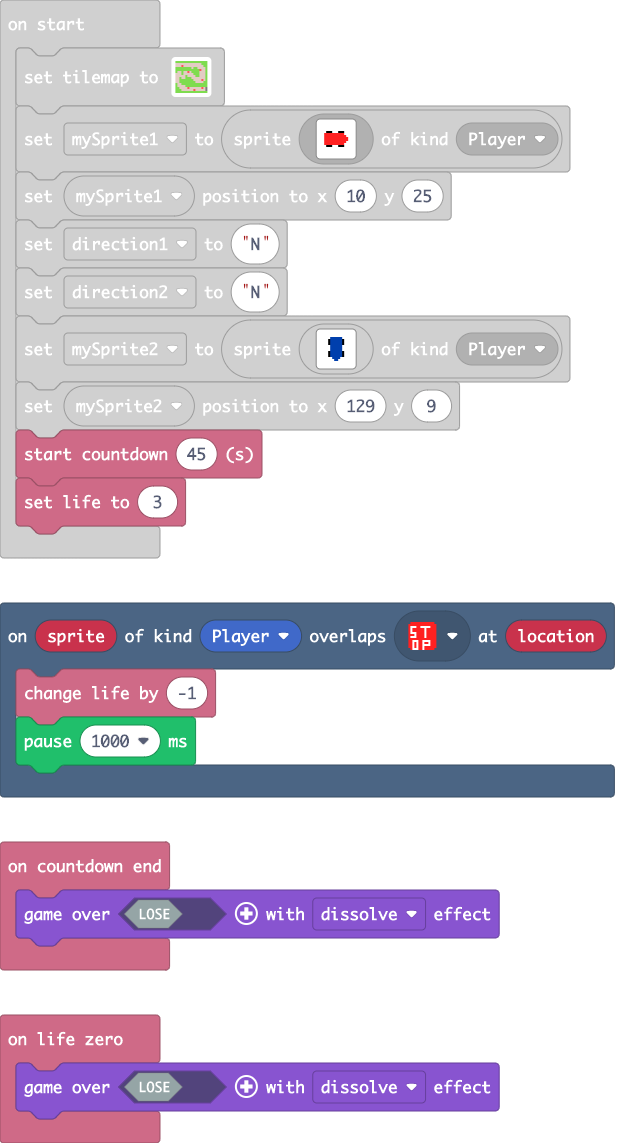 on start
set tilemap to
set mySprite1 to sprite of kind Player
set mySprite1 position to x 10 y 25
set direction1 to "N"
set direction2 to "N"
set mySprite2 to sprite of kind Player
set mySprite2 position to x 129 y 9
start countdown 45 (s)
set life to 3
on sprite of kind Player overlaps STOP at location
change life by -1
pause 1000 ms
on countdown end
game over LOSE with dissolve effect
on life zero
game over LOSE with dissolve effect